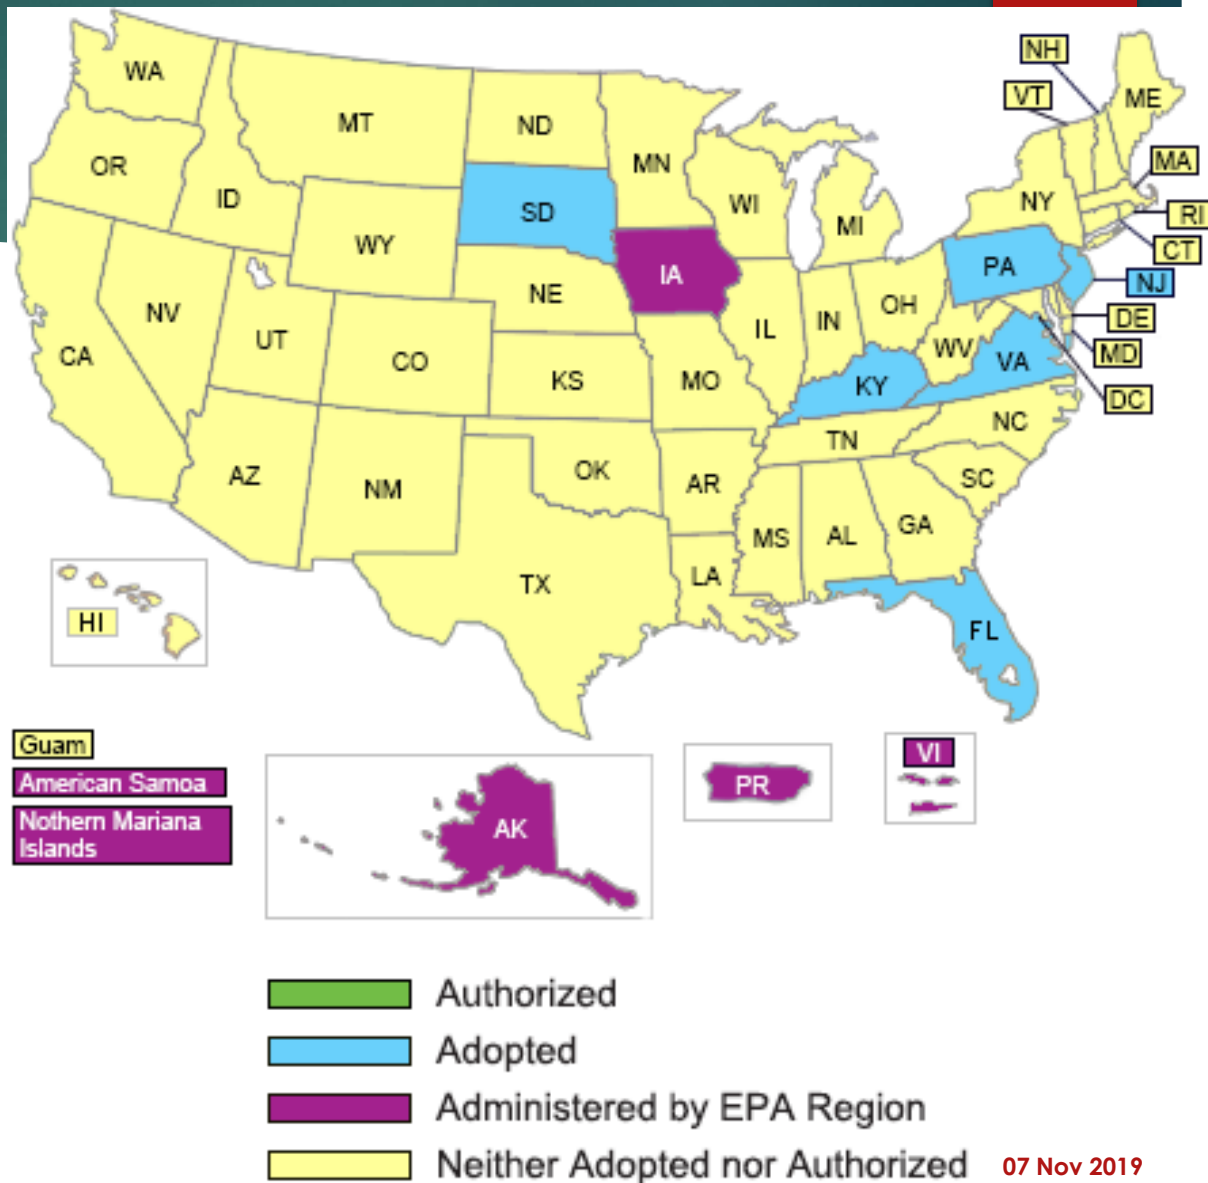 NH
WA
ME
VT
MT
ND
OR
MN
MA
ID
WI
NY
SD
MI
RI
WY
CT
PA
IA
NJ
NE
OH
NV
DE
IL
IN
UT
WV
MD
CA
CO
VA
KS
MO
KY
DC
NC
TN
AZ
OK
SC
NM
AR
GA
MS
AL
TX
LA
HI
FL
Guam
American Samoa
Nothern Mariana
Islands
VI
PR
AK
Authorized
Adopted
Administered by EPA Region
Neither Adopted nor Authorized
07 Nov 2019